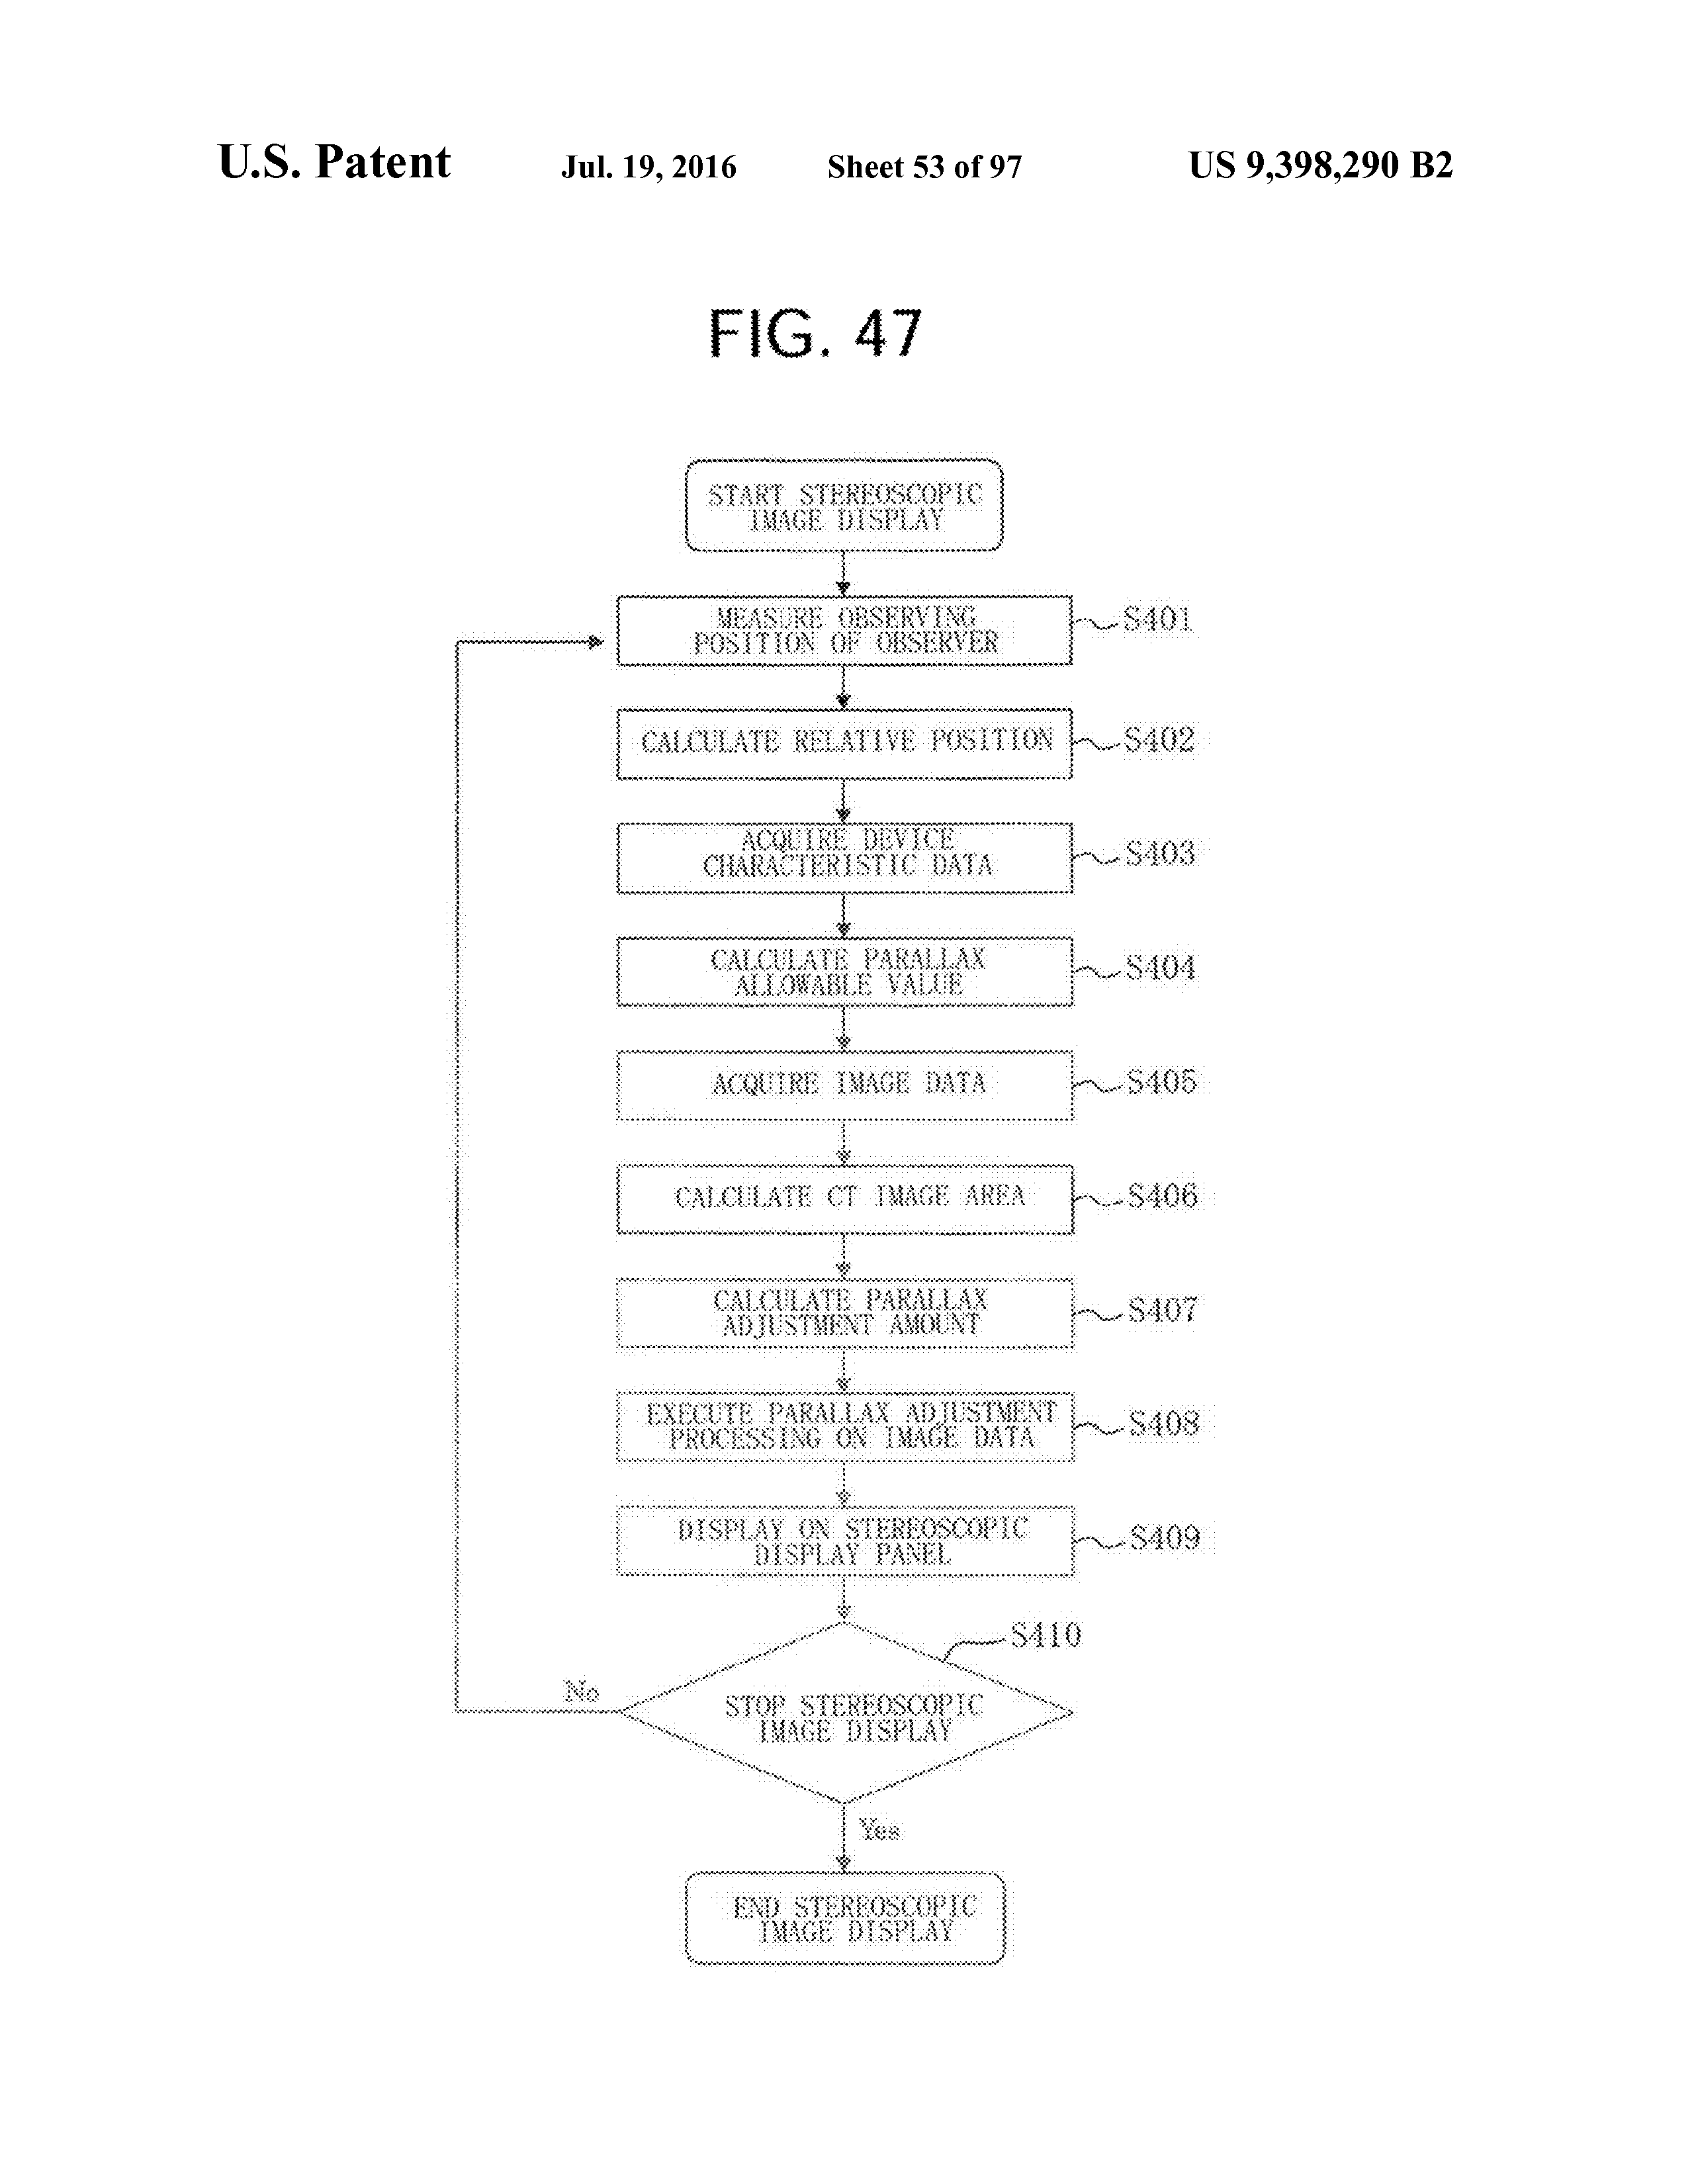 U.S. Patent Jul. 19, 2016 Sheet 53 of 97 US 9,398,290 B2
FIG. 47
START STEREOSCOPIC
IMAGE DISPLAY
MEASURE OBSERVING
POSITION OF OBSERVER
S401
CALCULATE RELATIVE POSITION
S402
ACQUIRE DEVICE
CHARACTERISTIC DATA
S403
CALCULATE PARALLAX
ALLOWABLE VALUE
S404
ACQUIRE IMAGE DATA
S405
CALCULATE CT IMAGE AREA
S406
CALCULATE PARALLAX
ADJUSTMENT AMOUNT
S407
EXECUTE PARALLAX ADJUSTMENT
PROCESSING ON IMAGE DATA
S408
DISPLAY ON STEREOSCOPIC
DISPLAY PANEL
S409
S410
No
STOP STEREOSCOPIC
IMAGE DISPLAY
Yes
END STEREOSCOPIC
IMAGE DISPLAY